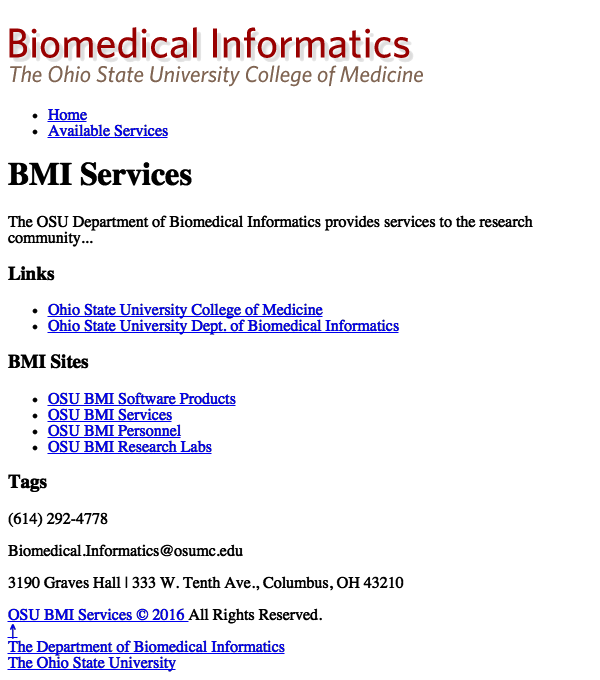 Biomedical Informatics
The Ohio State University College of Medicine
Home
Available Services
BMI Services
The OSU Department of Biomedical Informatics provides services to the research
community...
Links
Ohio State University College of Medicine
Ohio State University Dept. of Biomedical Informatics
BMI Sites
OSU BMI Software Products
OSU BMI Services
OSU BMI Personnel
OSU BMI Research Labs
Tags
(614) 292-4778
Biomedical.Informatics@osumc.edu
3190 Graves Hall | 333 W. Tenth Ave., Columbus, OH 43210
OSU BMI Services © 2016 All Rights Reserved.
↑
The Department of Biomedical Informatics
The Ohio State University